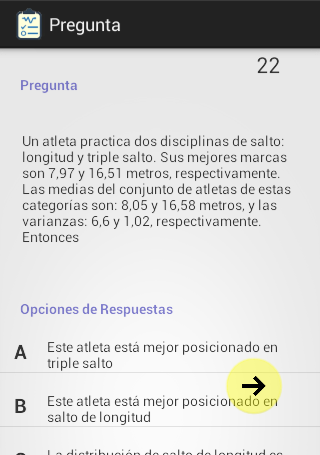 Pregunta
22
Pregunta
Un atleta practica dos disciplinas de salto:
longitud y triple salto. Sus mejores marcas
son 7,97 y 16,51 metros, respectivamente.
Las medias del conjunto de atletas de estas
categorías son: 8,05 y 16,58 metros, y las
varianzas: 6,6 y 1,02, respectivamente.
Entonces
Opciones de Respuestas
A
Este atleta está mejor posicionado en
triple salto
B
Este atleta está mejor posicionado en
salto de longitud
La distribución de salto de longitud es